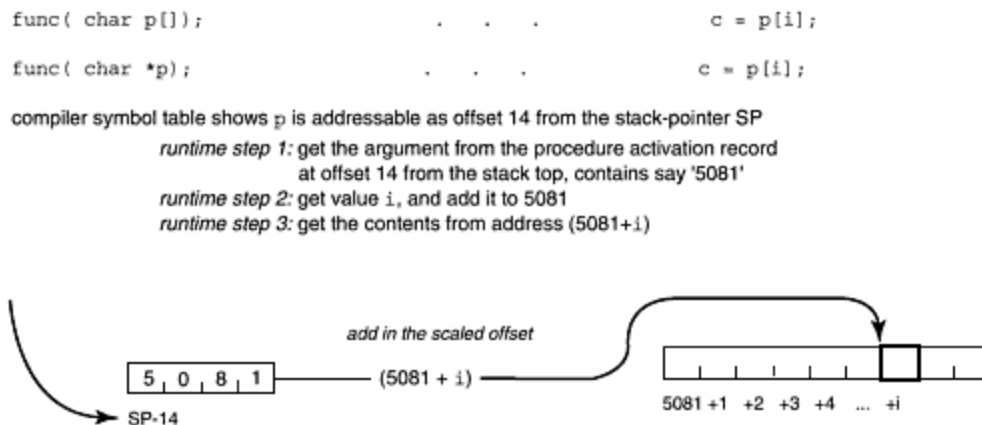 func( char p[]); . . . c = p[i];
func( char *p); . . . c = p[i];
compiler symbol table shows p is addressable as offset 14 from the stack-pointer SP
runtime step 1: get the argument from the procedure activation record
at offset 14 from the stack top, contains say '5081'
runtime step 2: get value i, and add it to 5081
runtime step 3: get the contents from address (5081+i)
add in the scaled offset
5 0 8 1
(5081 + i)
5081 +1 +2 +3 +4 ... +i
SP-14